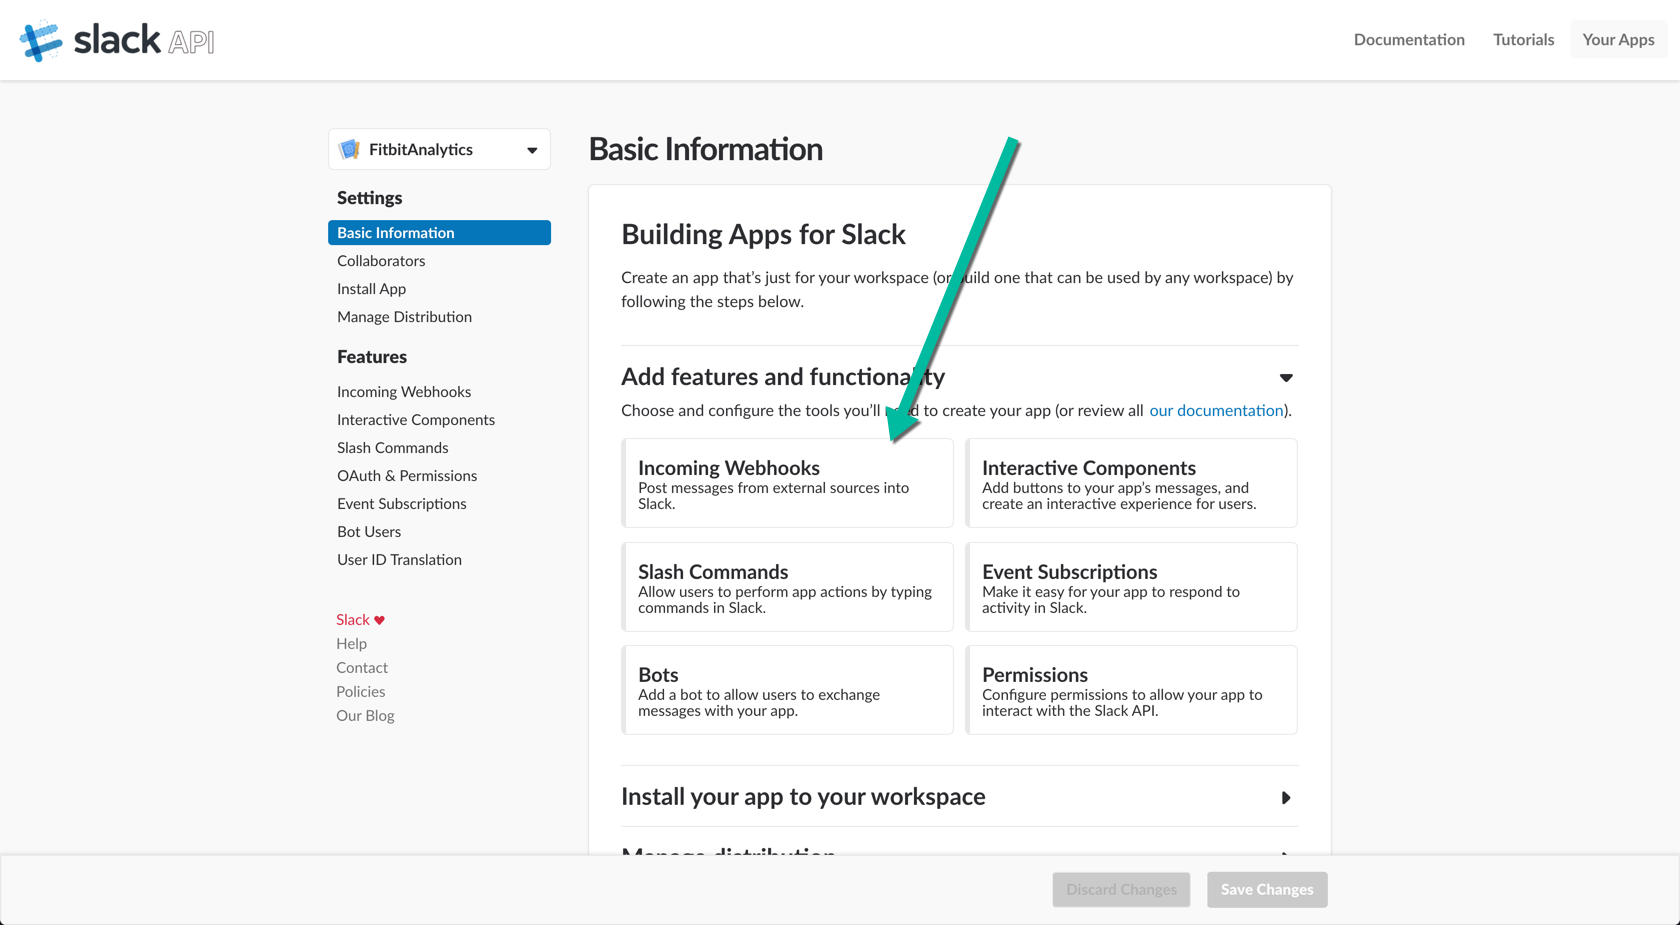 slack API
Documentation
Tutorials
Your Apps
FitbitAnalytics
Settings
Basic Information
Collaborators
Install App
Manage Distribution
Features
Incoming Webhooks
Interactive Components
Slash Commands
OAuth & Permissions
Event Subscriptions
Bot Users
User ID Translation
Slack ♥
Help
Contact
Policies
Our Blog
Basic Information
Building Apps for Slack
Create an app that's just for your workspace (or build one that can be used by any workspace) by
following the steps below.
Add features and functionality
Choose and configure the tools you'll need to create your app (or review all our documentation).
Incoming Webhooks
Post messages from external sources into
Slack.
Interactive Components
Add buttons to your app's messages, and
create an interactive experience for users.
Slash Commands
Allow users to perform app actions by typing
commands in Slack.
Event Subscriptions
Make it easy for your app to respond to
activity in Slack.
Bots
Add a bot to allow users to exchange
messages with your app.
Permissions
Configure permissions to allow your app to
interact with the Slack API.
Install your app to your workspace
Manage distribution
Discard Changes
Save Changes